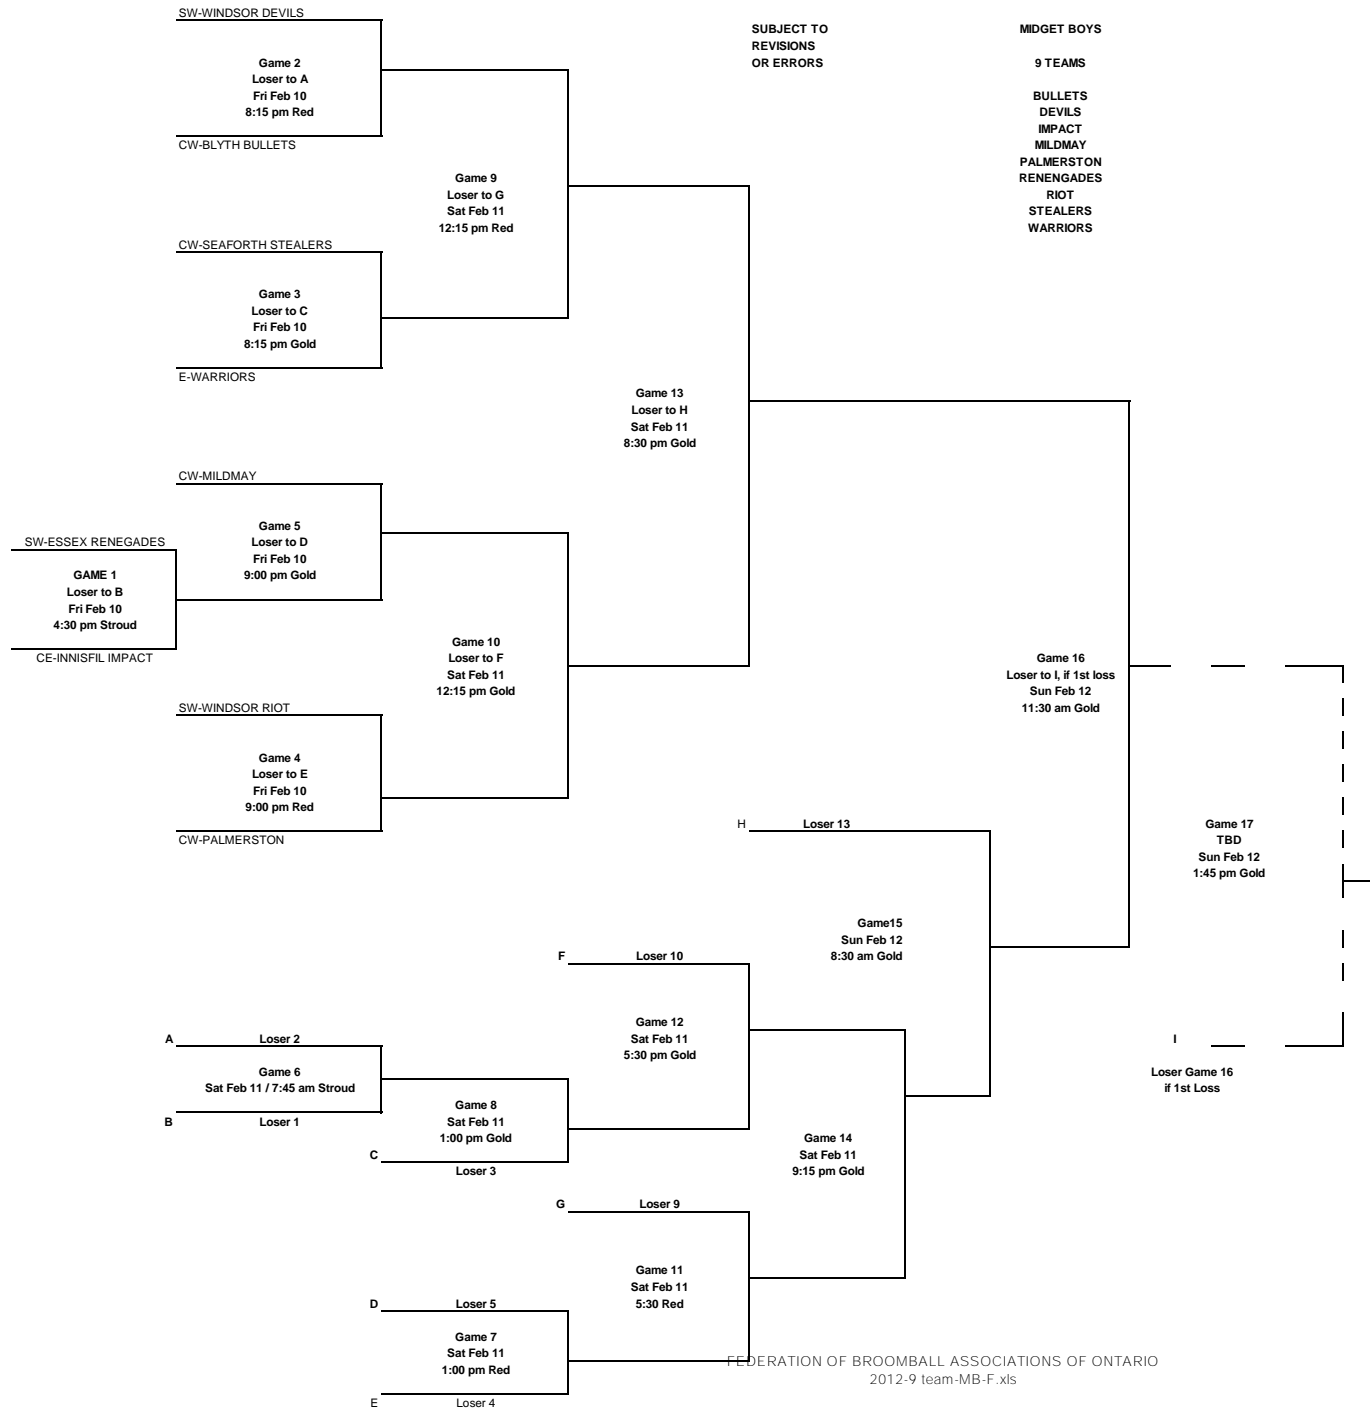 SW-WINDSOR DEVILS
Game 2
Loser to A
Fri Feb 10
8:15 pm Red
CW-BLYTH BULLETS
SUBJECT TO
REVISIONS
OR ERRORS
MIDGET BOYS
9 TEAMS
BULLETS
DEVILS
IMPACT
MILDMAY
PALMERSTON
RENENGADES
RIOT
STEALERS
WARRIORS
Game 9
Loser to G
Sat Feb 11
12:15 pm Red
CW-SEAFORTH STEALERS
Game 3
Loser to C
Fri Feb 10
8:15 pm Gold
E-WARRIORS
Game 13
Loser to H
Sat Feb 11
8:30 pm Gold
CW-MILDMAY
Game 5
Loser to D
Fri Feb 10
9:00 pm Gold
SW-ESSEX RENEGADES
GAME 1
Loser to B
Fri Feb 10
4:30 pm Stroud
CE-INNISFIL IMPACT
Game 10
Loser to F
Sat Feb 11
12:15 pm Gold
Game 16
Loser to I, if 1st loss
Sun Feb 12
11:30 am Gold
SW-WINDSOR RIOT
Game 4
Loser to E
Fri Feb 10
9:00 pm Red
CW-PALMERSTON
H Loser 13
Game 17
TBD
Sun Feb 12
1:45 pm Gold
Game15
Sun Feb 12
8:30 am Gold
F Loser 10
Game 12
Sat Feb 11
5:30 pm Gold
A Loser 2
Game 6
Sat Feb 11 / 7:45 am Stroud
B Loser 1
I
Loser Game 16
if 1st Loss
Game 8
Sat Feb 11
1:00 pm Gold
C Loser 3
Game 14
Sat Feb 11
9:15 pm Gold
G Loser 9
Game 11
Sat Feb 11
5:30 Red
D Loser 5
Game 7
Sat Feb 11
1:00 pm Red
E Loser 4
FEDERATION OF BROOMBALL ASSOCIATIONS OF ONTARIO
2012-9 team-MB-F.xls